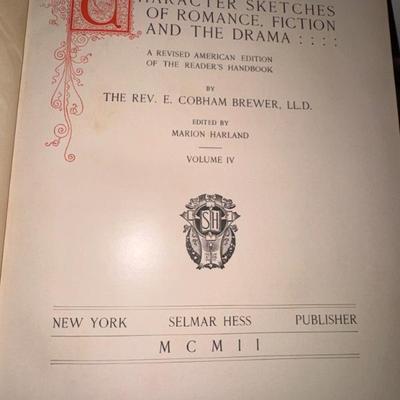 CHARACTER SKETCHES
OF ROMANCE, FICTION
AND THE DRAMA : : : :
A REVISED AMERICAN EDITION
OF THE READER'S HANDBOOK
BY
THE REV. E. COBHAM BREWER, LL.D.
EDITED BY
MARION HARLAND
VOLUME IV
SH
NEW YORK SELMAR HESS PUBLISHER
MCMII